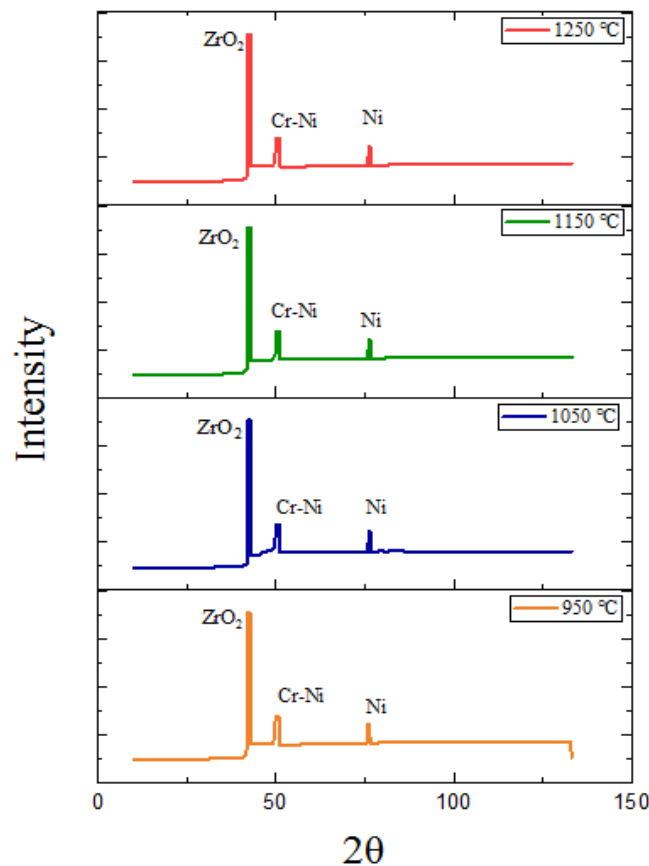 1250 ℃
ZrO₂
Cr-Ni
Ni
1150 ℃
ZrO₂
Cr-Ni
Ni
1050 ℃
ZrO₂
Cr-Ni
Ni
950 ℃
ZrO₂
Cr-Ni
Ni
Intensity
0 50 100 150
2θ